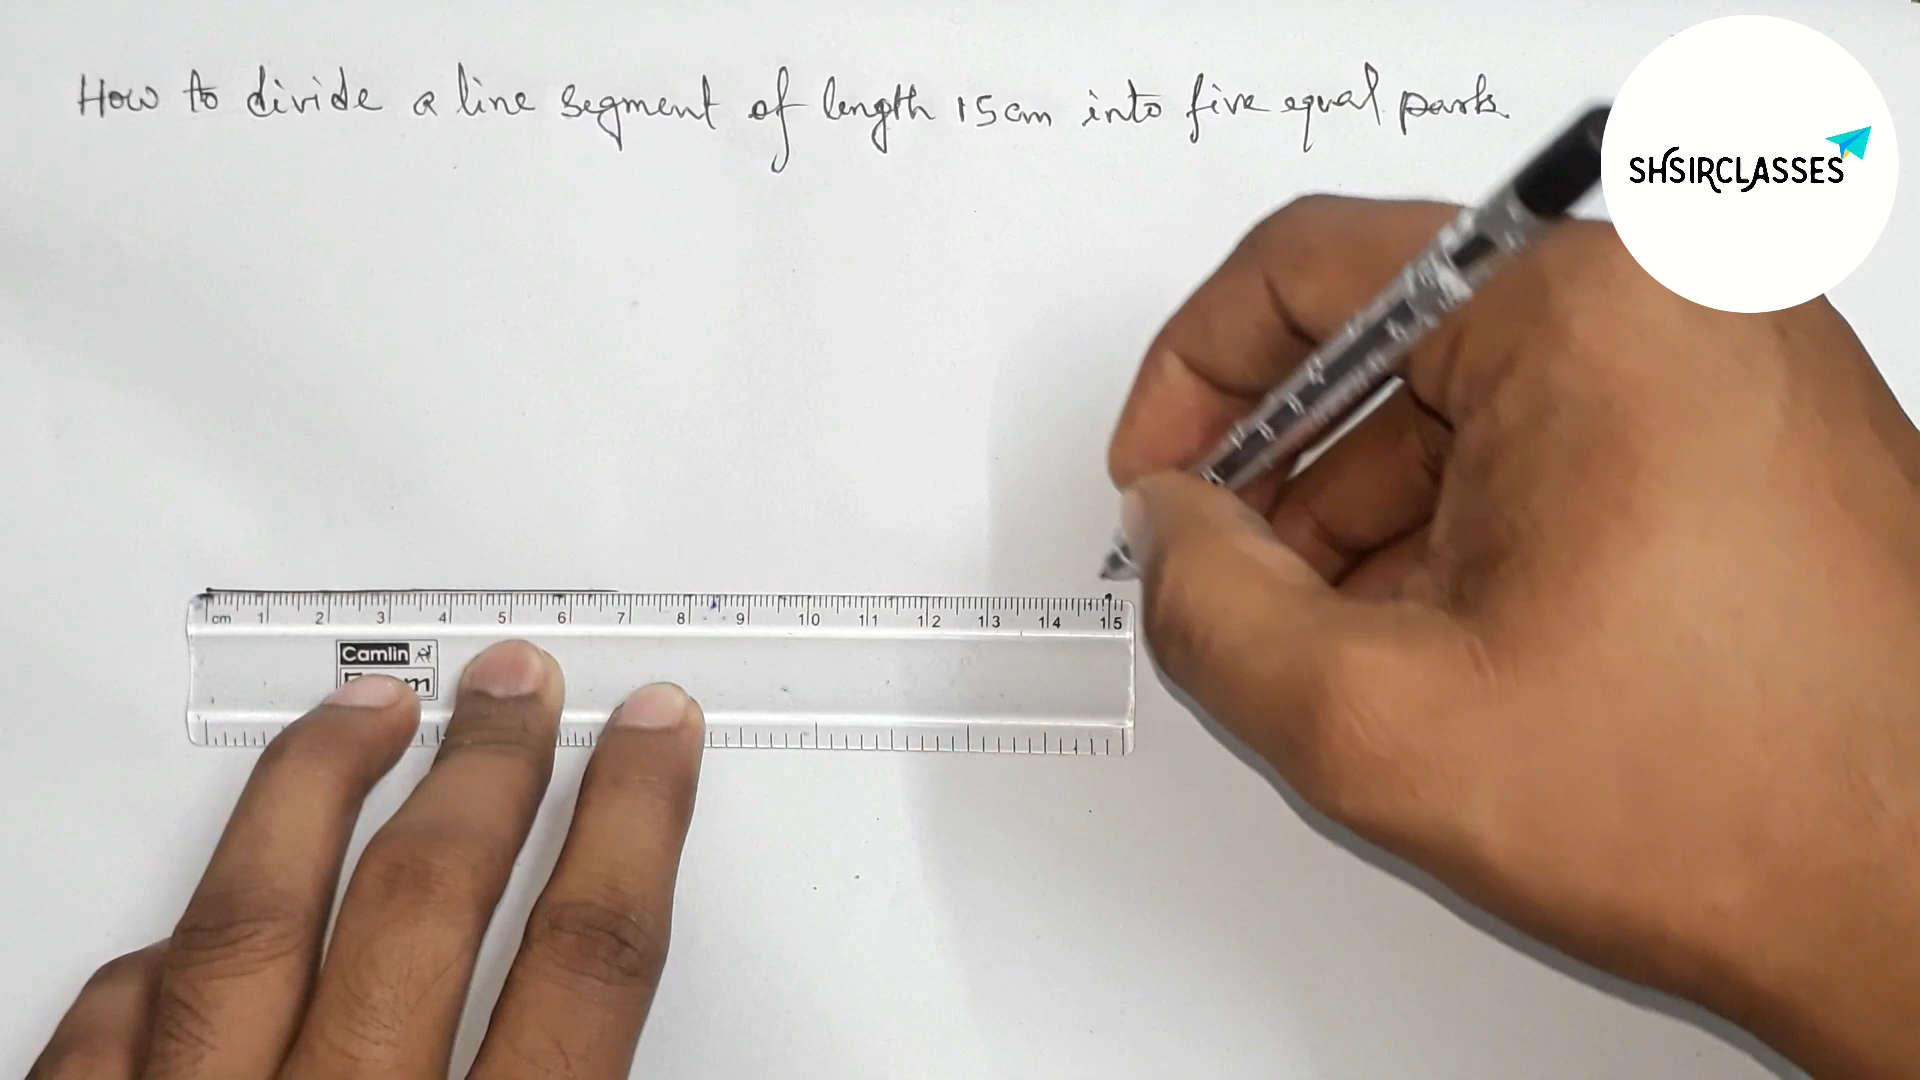 How to divide a line segment of length 15cm into five equal parts
SHSIRCLASSES
cm 1 2 3 4 5 6 7 8 9 10 11 12 13 14 15
Camlin